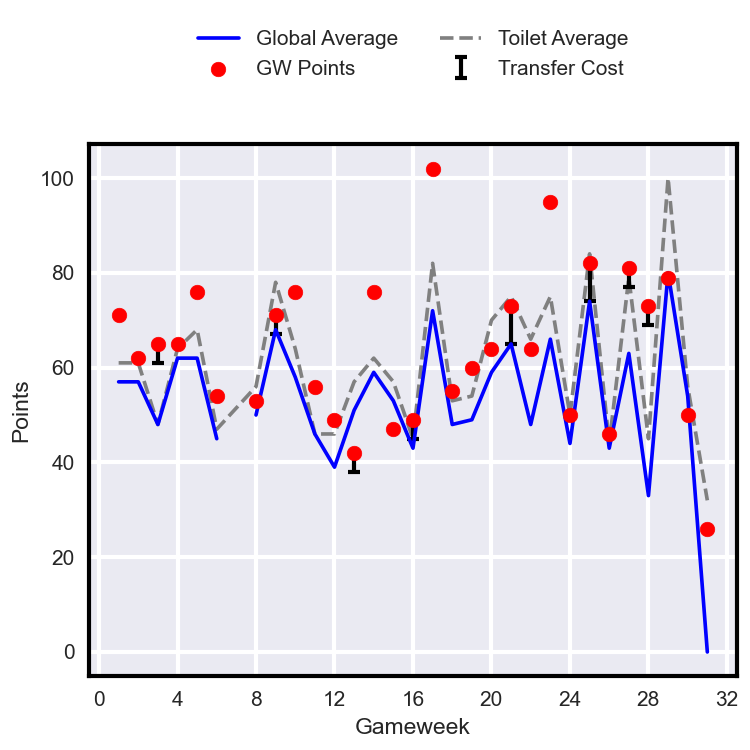 Global Average
Toilet Average
GW Points
Transfer Cost
Points
100
80
60
40
20
0
0 4 8 12 16 20 24 28 32
Gameweek